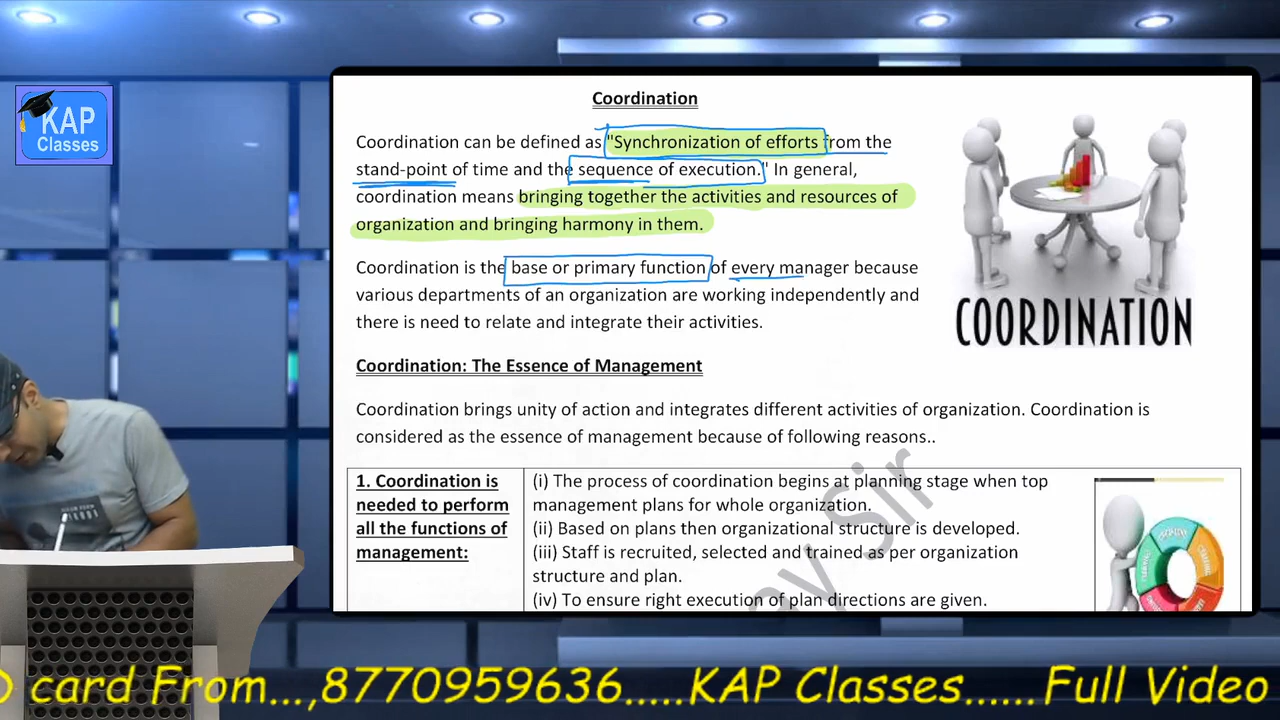 KAP
Classes
Coordination
Coordination can be defined as "Synchronization of efforts from the
stand-point of time and the sequence of execution." In general,
coordination means bringing together the activities and resources of
organization and bringing harmony in them.
Coordination is the base or primary function of every manager because
various departments of an organization are working independently and
there is need to relate and integrate their activities.
COORDINATION
Coordination: The Essence of Management
Coordination brings unity of action and integrates different activities of organization. Coordination is
considered as the essence of management because of following reasons..
1. Coordination is
needed to perform
all the functions of
management:
(i) The process of coordination begins at planning stage when top
management plans for whole organization.
(ii) Based on plans then organizational structure is developed.
(iii) Staff is recruited, selected and trained as per organization
structure and plan.
(iv) To ensure right execution of plan directions are given.
ay Sir
card From...,8770959636.....KAP Classes......Full Video